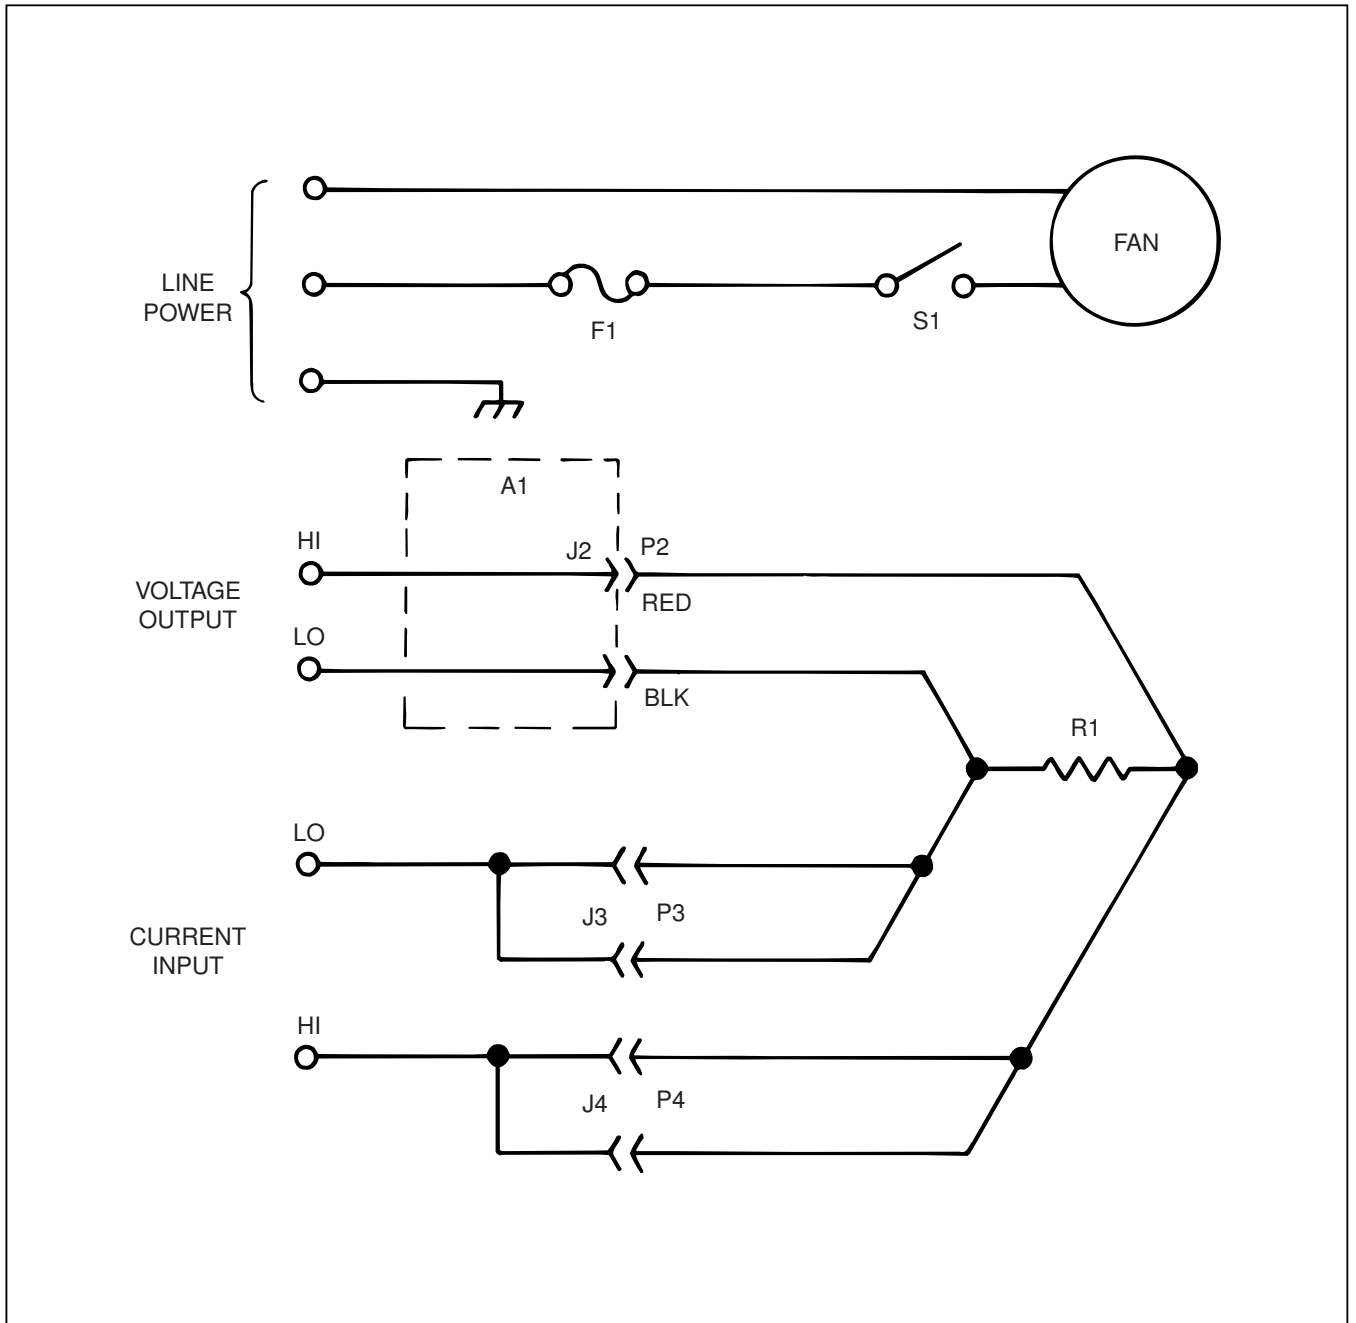 LINE
POWER
FAN
F1
S1
A1
HI
J2
P2
VOLTAGE
OUTPUT
RED
LO
BLK
R1
LO
J3
P3
CURRENT
INPUT
HI
J4
P4